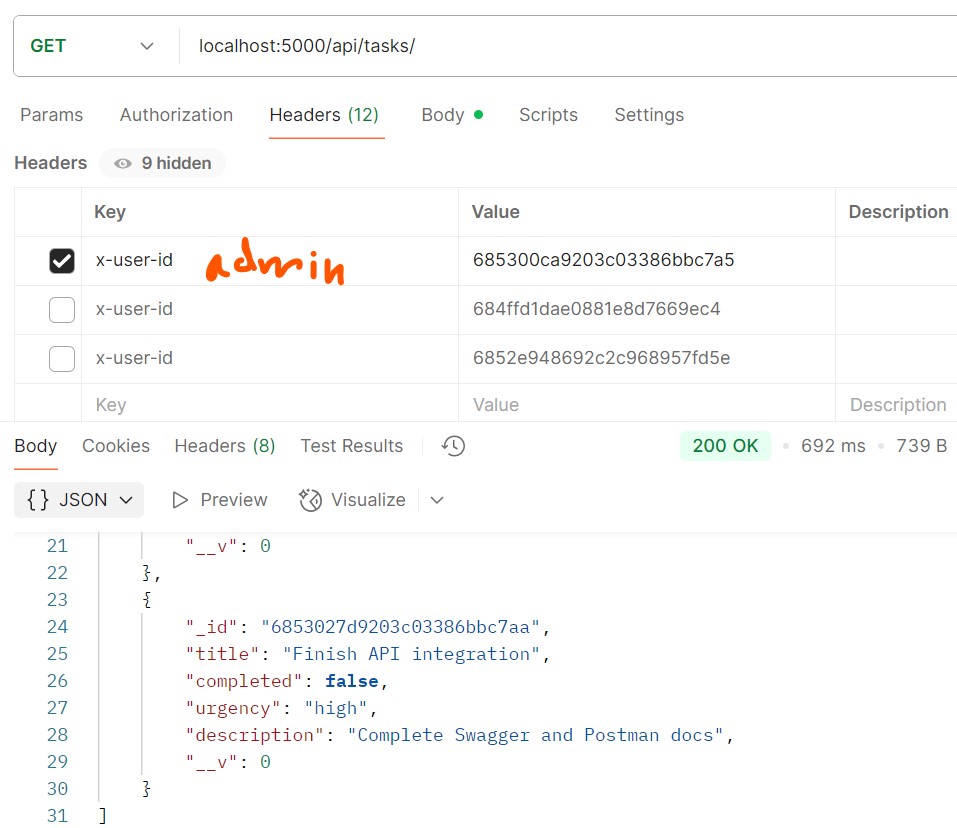 GET localhost:5000/api/tasks/
Params Authorization Headers (12) Body Scripts Settings
Headers 9 hidden
Key Value Description
x-user-id admin 685300ca9203c03386bbc7a5
x-user-id 684ffd1dae0881e8d7669ec4
x-user-id 6852e948692c2c968957fd5e
Key Value Description
Body Cookies Headers (8) Test Results 200 OK 692 ms 739 B
{} JSON Preview Visualize
21 "__v": 0
22 },
23 {
24 "_id": "6853027d9203c03386bbc7aa",
25 "title": "Finish API integration",
26 "completed": false,
27 "urgency": "high",
28 "description": "Complete Swagger and Postman docs",
29 "__v": 0
30 }
31 ]